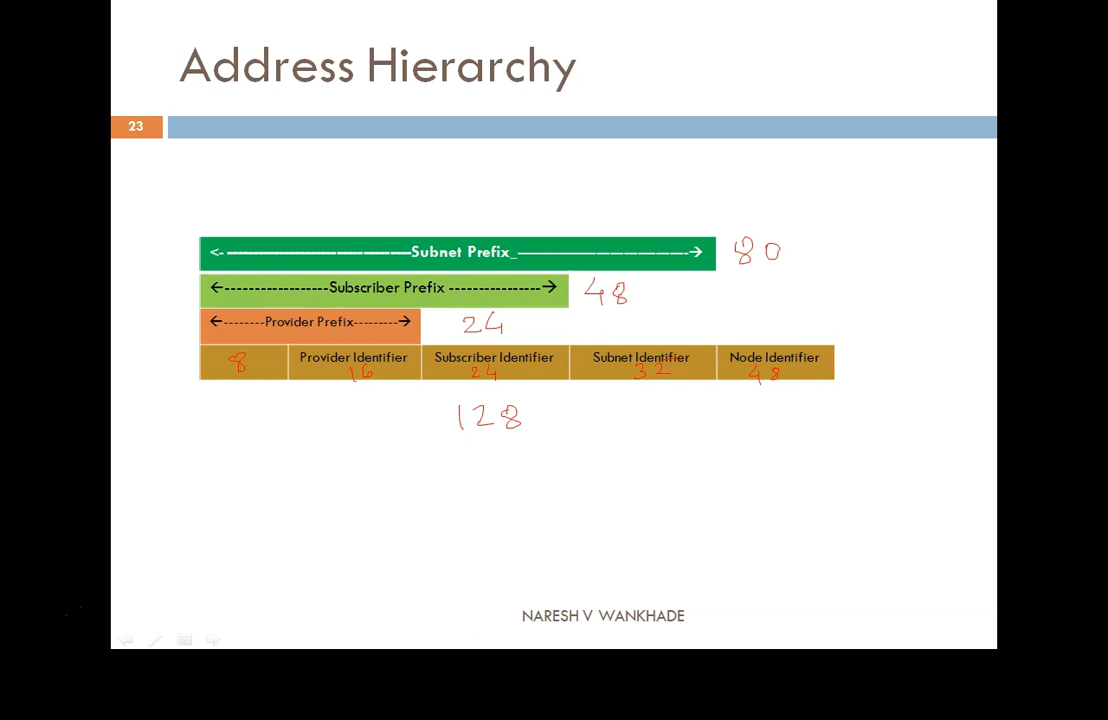 Address Hierarchy
23
<- ------------------------------------Subnet Prefix_------------------------------------→
80
←-------------------Subscriber Prefix ----------------→
48
←--------Provider Prefix---------→
24
8 Provider Identifier Subscriber Identifier Subnet Identifier Node Identifier
16 24 32 48
128
NARESH V WANKHADE